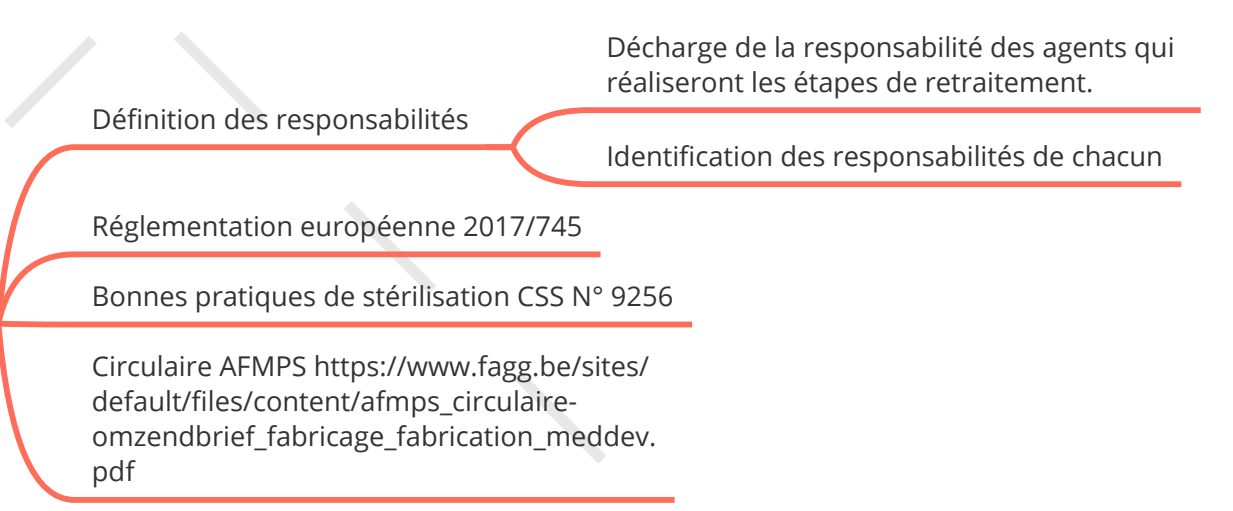 Décharge de la responsabilité des agents qui
réaliseront les étapes de retraitement.
Définition des responsabilités
Identification des responsabilités de chacun
Réglementation européenne 2017/745
Bonnes pratiques de stérilisation CSS N° 9256
Circulaire AFMPS https://www.fagg.be/sites/
default/files/content/afmps_circulaire-
omzendbrief_fabricage_fabrication_meddev.
pdf